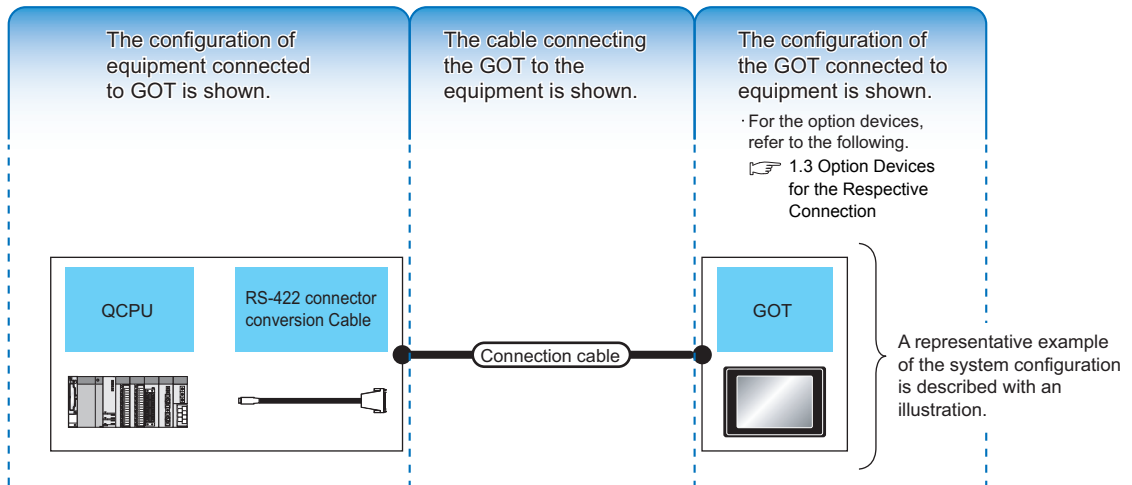 The configuration of
equipment connected
to GOT is shown.
The cable connecting
the GOT to the
equipment is shown.
The configuration of
the GOT connected to
equipment is shown.
· For the option devices,
refer to the following.
1.3 Option Devices
for the Respective
Connection
QCPU
RS-422 connector
conversion Cable
Connection cable
GOT
A representative example
of the system configuration
is described with an
illustration.